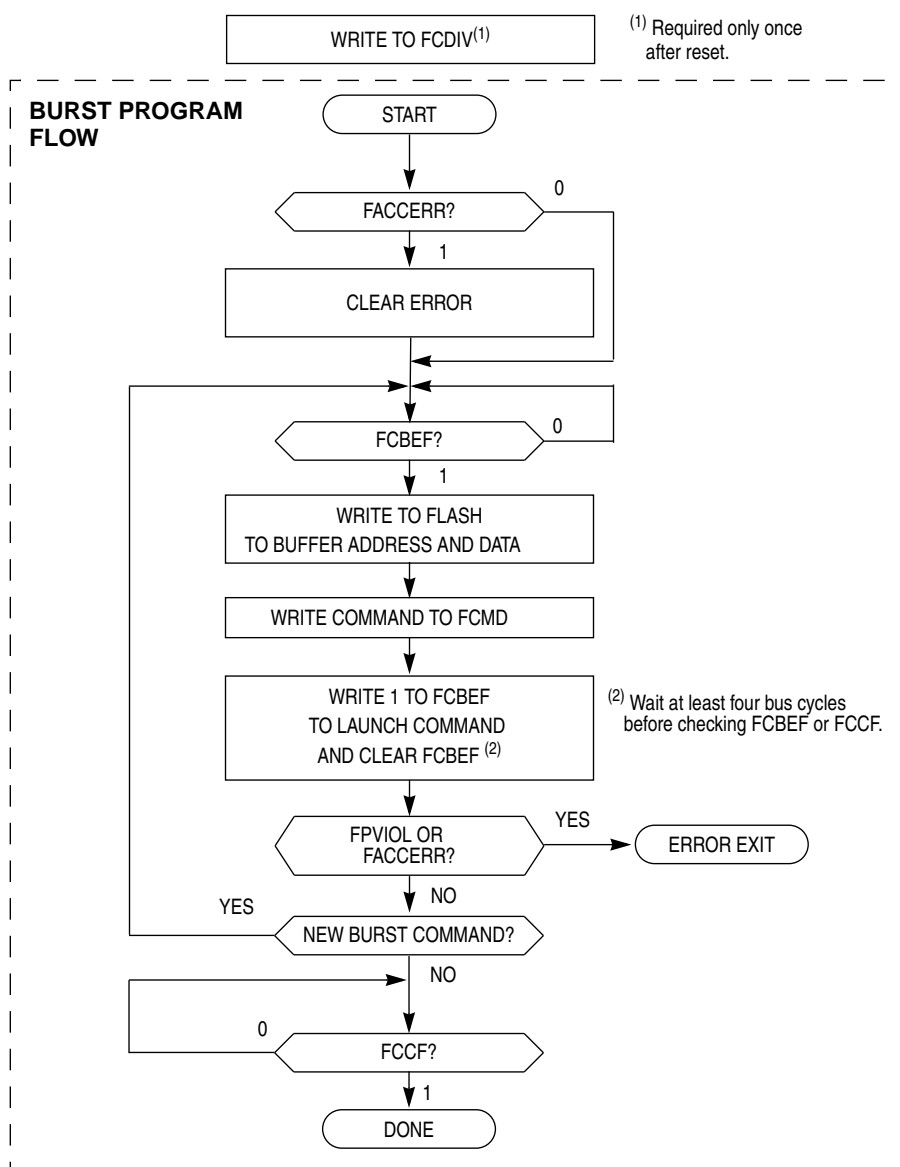 WRITE TO FCDIV(1)
(1) Required only once
after reset.
BURST PROGRAM
FLOW
START
FACCERR?
0
1
CLEAR ERROR
FCBEF?
0
1
WRITE TO FLASH
TO BUFFER ADDRESS AND DATA
WRITE COMMAND TO FCMD
WRITE 1 TO FCBEF
TO LAUNCH COMMAND
AND CLEAR FCBEF (2)
(2) Wait at least four bus cycles
before checking FCBEF or FCCF.
FPVIOL OR
FACCERR?
YES
ERROR EXIT
NO
YES
NEW BURST COMMAND?
NO
0
FCCF?
1
DONE